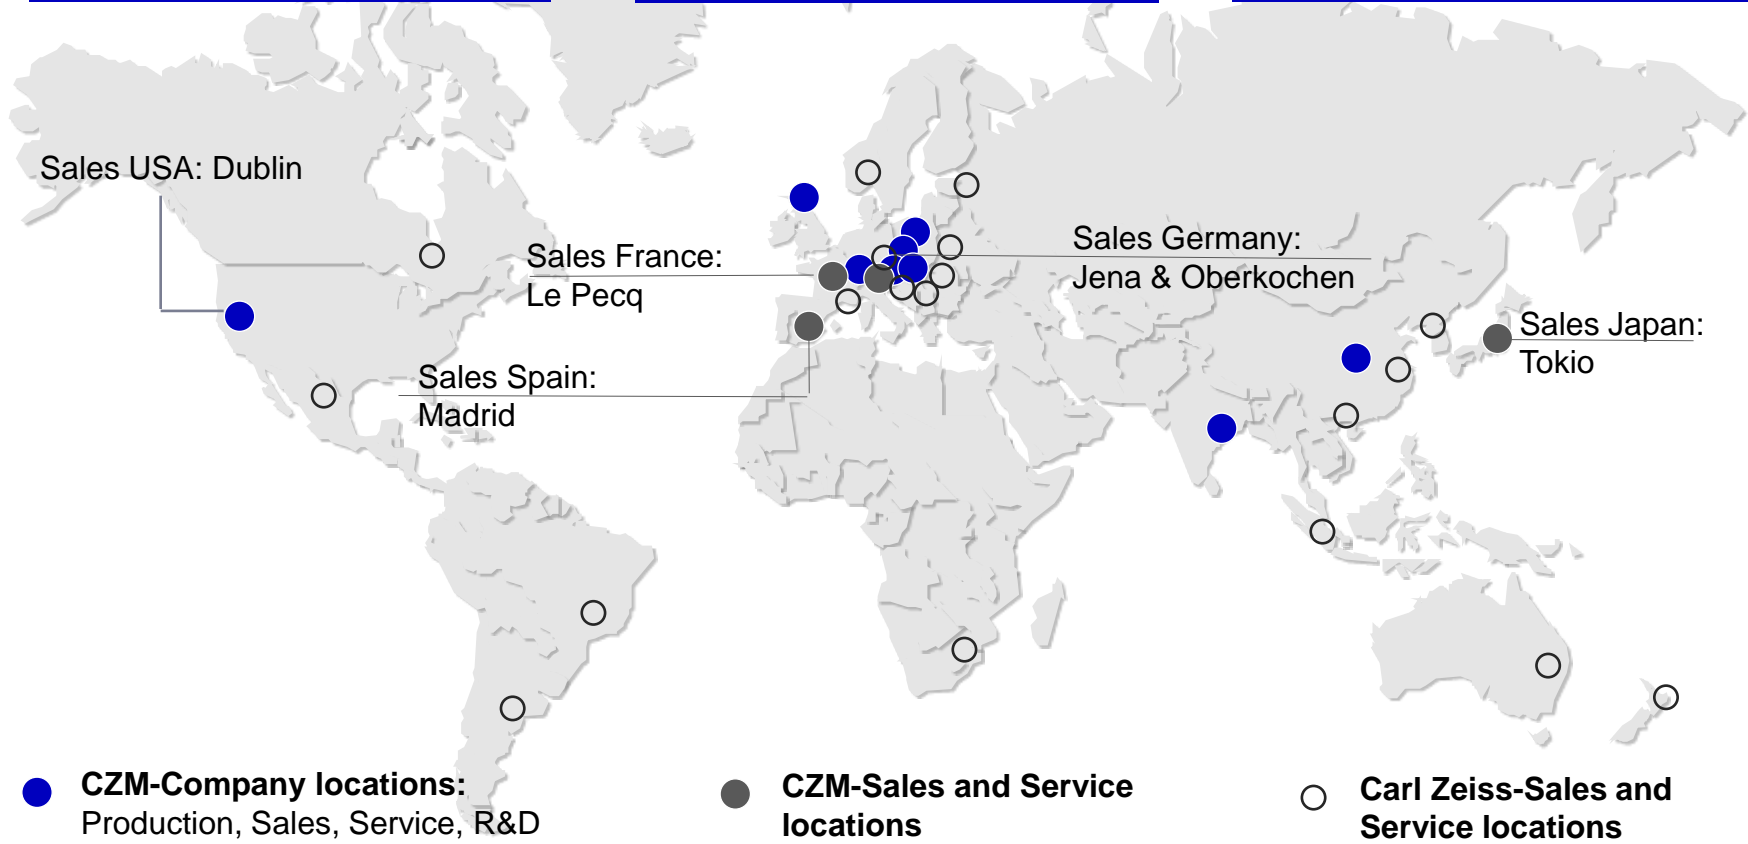 Sales USA: Dublin
Sales France:
Le Pecq
Sales Germany:
Jena & Oberkochen
Sales Japan:
Tokio
Sales Spain:
Madrid
CZM-Company locations:
Production, Sales, Service, R&D
CZM-Sales and Service
locations
Carl Zeiss-Sales and
Service locations